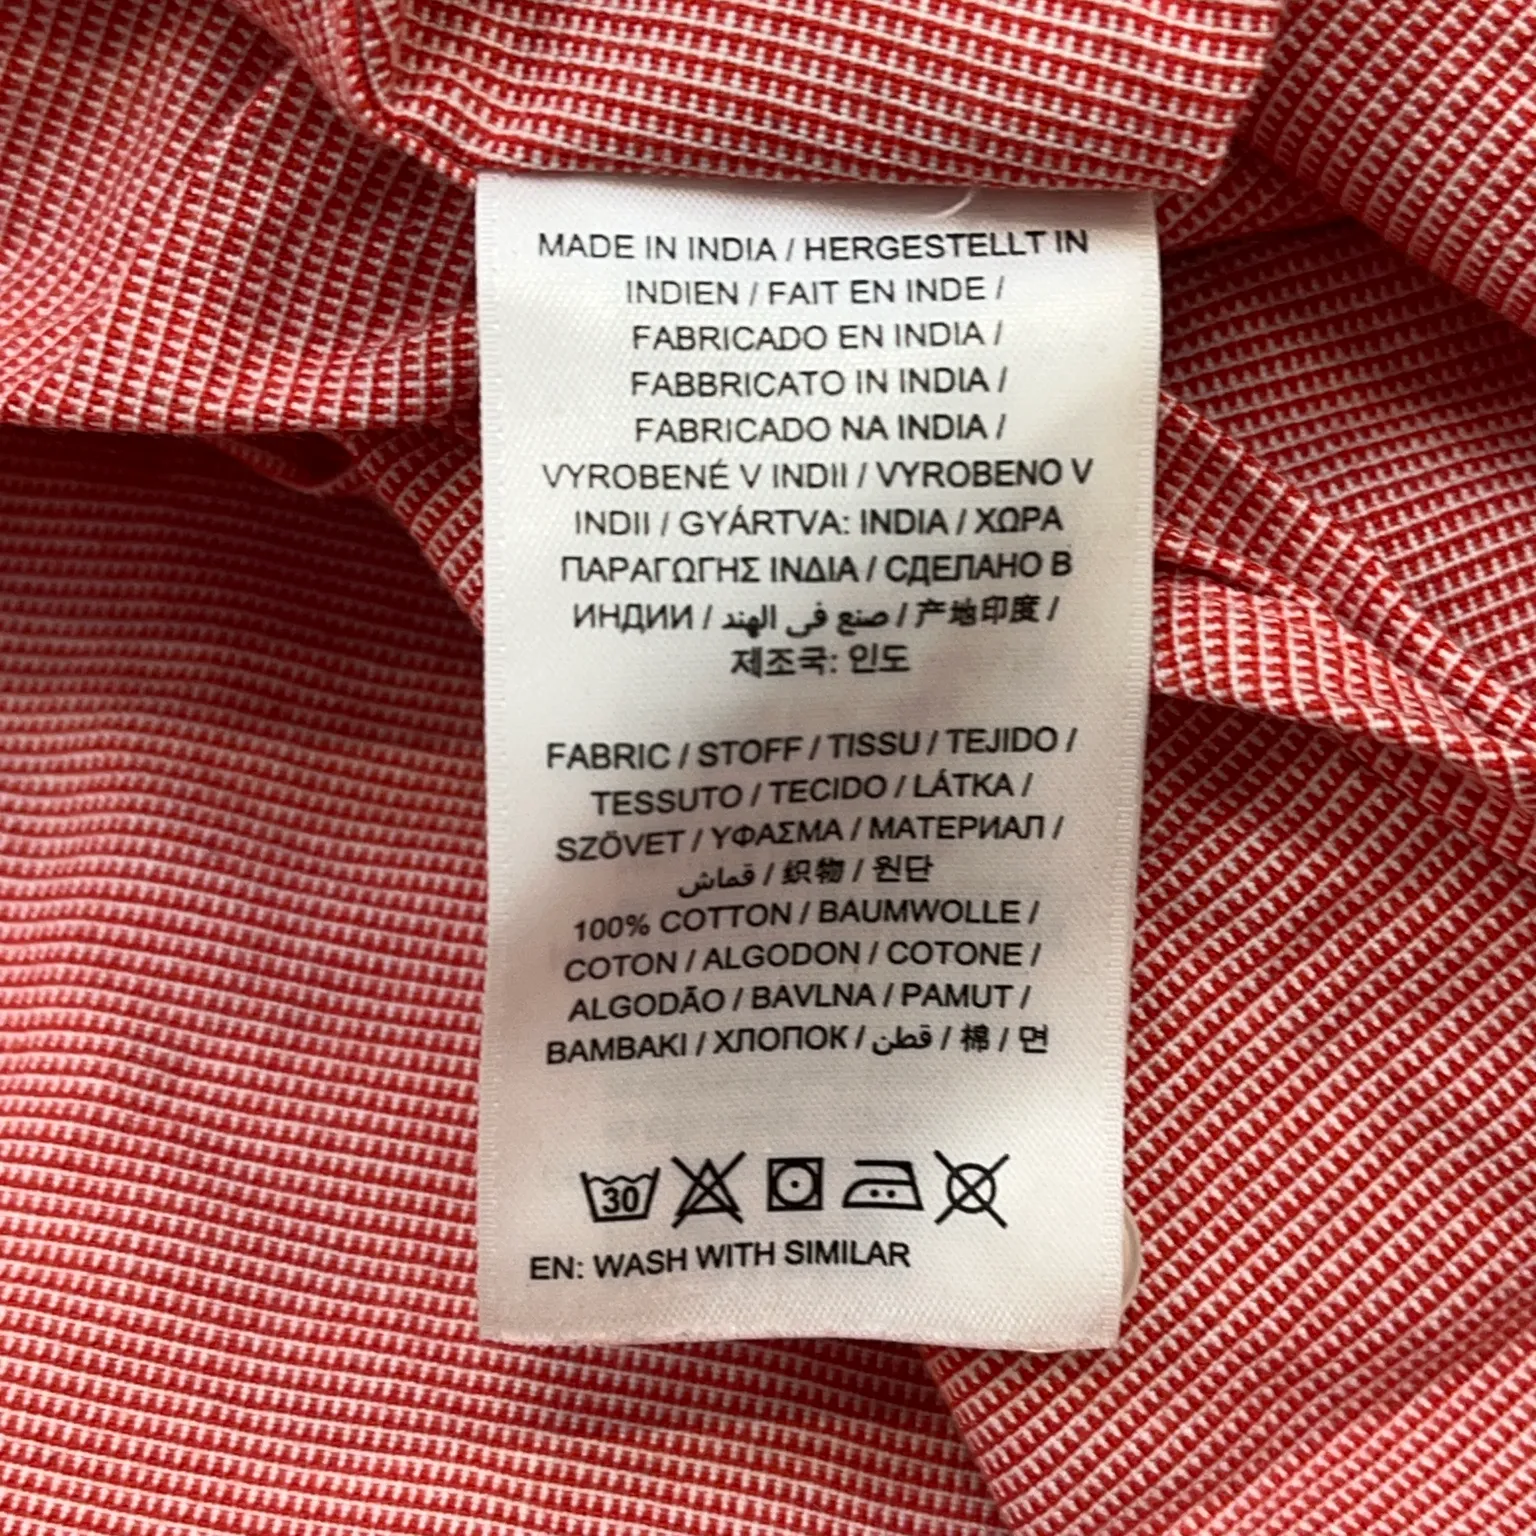 MADE IN INDIA / HERGESTELLT IN
INDIEN / FAIT EN INDE /
FABRICADO EN INDIA /
FABBRICATO IN INDIA /
FABRICADO NA INDIA /
VYROBENÉ V INDII / VYROBENO V
INDII / GYÁRTVA: INDIA / ΧΩΡΑ
ΠΑΡΑΓΩΓΗΣ ΙΝΔΙΑ / СДЕЛАНО В
ИНДИИ / صنع في الهند / 产地印度 /
제조국: 인도
FABRIC / STOFF / TISSU / TEJIDO /
TESSUTO / TECIDO / LÁTKA /
SZÖVET / ΥΦΑΣΜΑ / МАТЕРИАЛ /
قماش / 织物 / 원단
100% COTTON / BAUMWOLLE /
COTON / ALGODON / COTONE /
ALGODÃO / BAVLNA / PAMUT /
BAMBAKI / ХЛОПОК / قطن / 棉 / 면
30
EN: WASH WITH SIMILAR